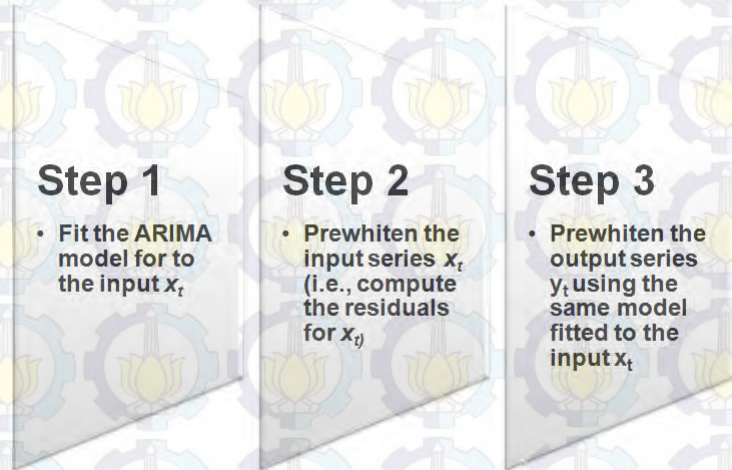 Step 1
• Fit the ARIMA
model for to
the input xₜ
Step 2
• Prewhiten the
input series xₜ
(i.e., compute
the residuals
for xₜ)
Step 3
• Prewhiten the
output series
yₜ using the
same model
fitted to the
input xₜ